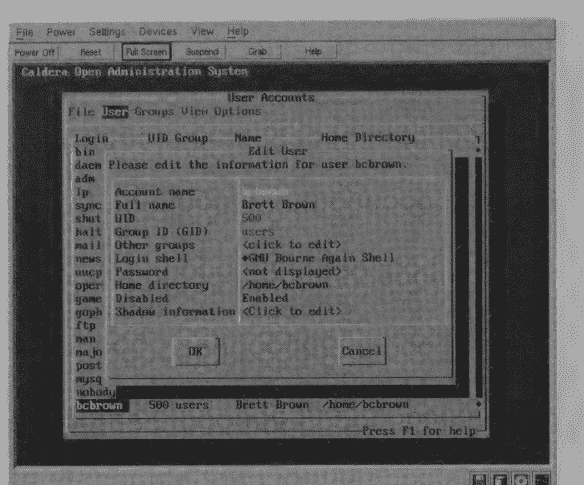 File Power Settings Devices View Help
Power Off Reset Full Screen Suspend Grab Help
Caldera Open Administration System
User Accounts
File User Groups View Options
Login UID Group Name Home Directory
bin Edit User
daem Please edit the information for user bcbrown.
adm
lp Account name bcbrown
sync Full name Brett Brown
shut UID 500
halt Group ID (GID) users
mail Other groups <click to edit>
news Login shell GNU Bourne Again Shell
uucp Password <not displayed>
oper Home directory /home/bcbrown
game Disabled Enabled
goph Shadow information <Click to edit>
ftp
man
majo OK Cancel
post
mysq
nobody
bcbrown 500 users Brett Brown /home/bcbrown
Press F1 for help